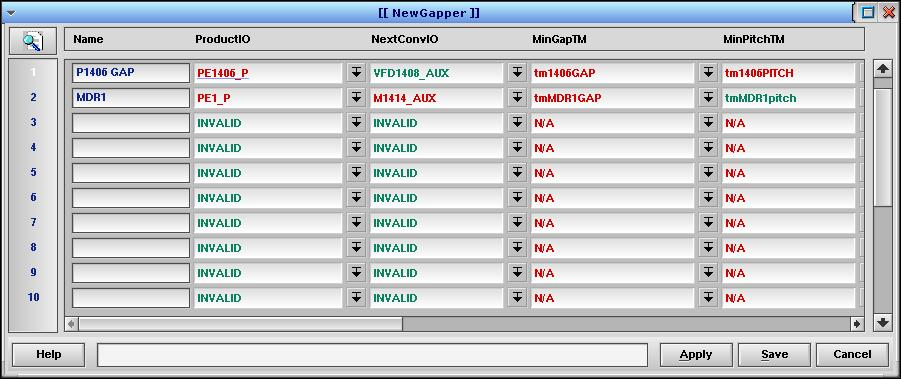 [[ NewGapper ]]
Name ProductIO NextConvIO MinGapTM MinPitchTM
1 P1406 GAP PE1406_P VFD1408_AUX tm1406GAP tm1406PITCH
2 MDR1 PE1_P M1414_AUX tmMDR1GAP tmMDR1pitch
3 INVALID INVALID N/A N/A
4 INVALID INVALID N/A N/A
5 INVALID INVALID N/A N/A
6 INVALID INVALID N/A N/A
7 INVALID INVALID N/A N/A
8 INVALID INVALID N/A N/A
9 INVALID INVALID N/A N/A
10 INVALID INVALID N/A N/A
Help Apply Save Cancel